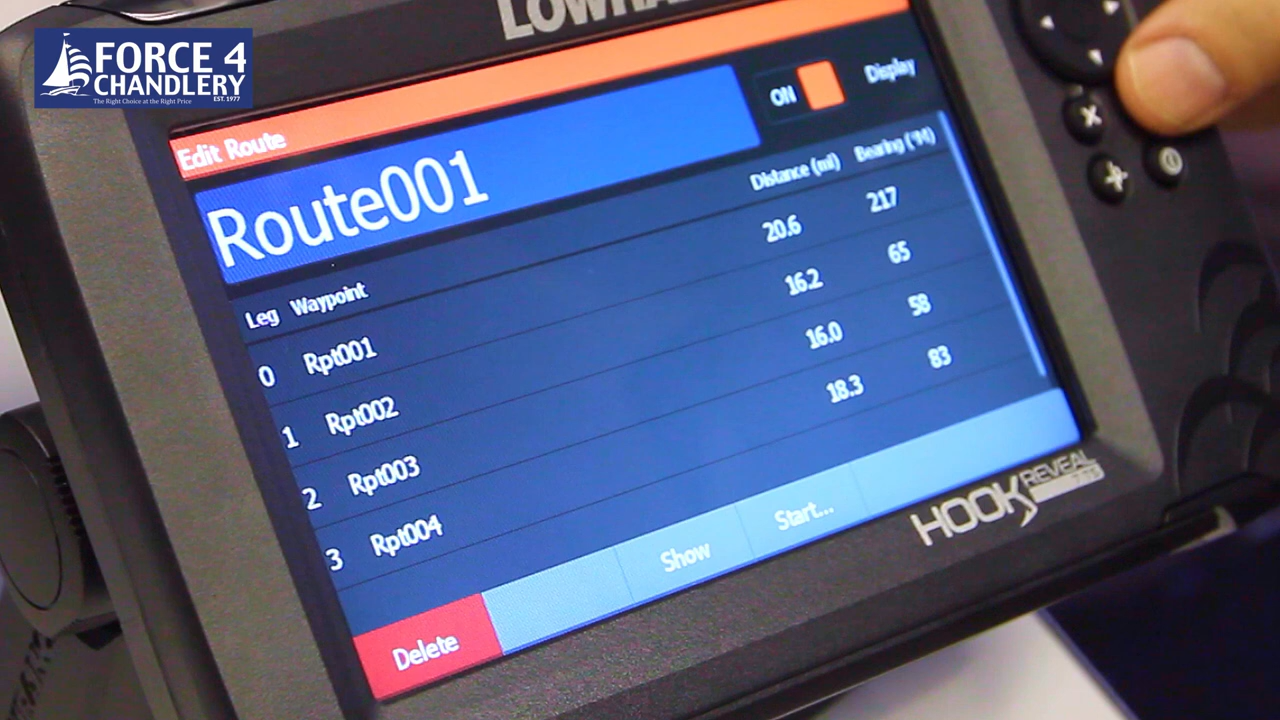 FORCE 4
CHANDLERY
The Right Choice at the Right Price
EST. 1977
Edit Route
Route001
ON Display
Leg Waypoint Distance (mi) Bearing (°M)
0 Rpt001 20.6 217
1 Rpt002 16.2 65
2 Rpt003 16.0 58
3 Rpt004 18.3 83
Delete Show Start...
HOOK REVEAL